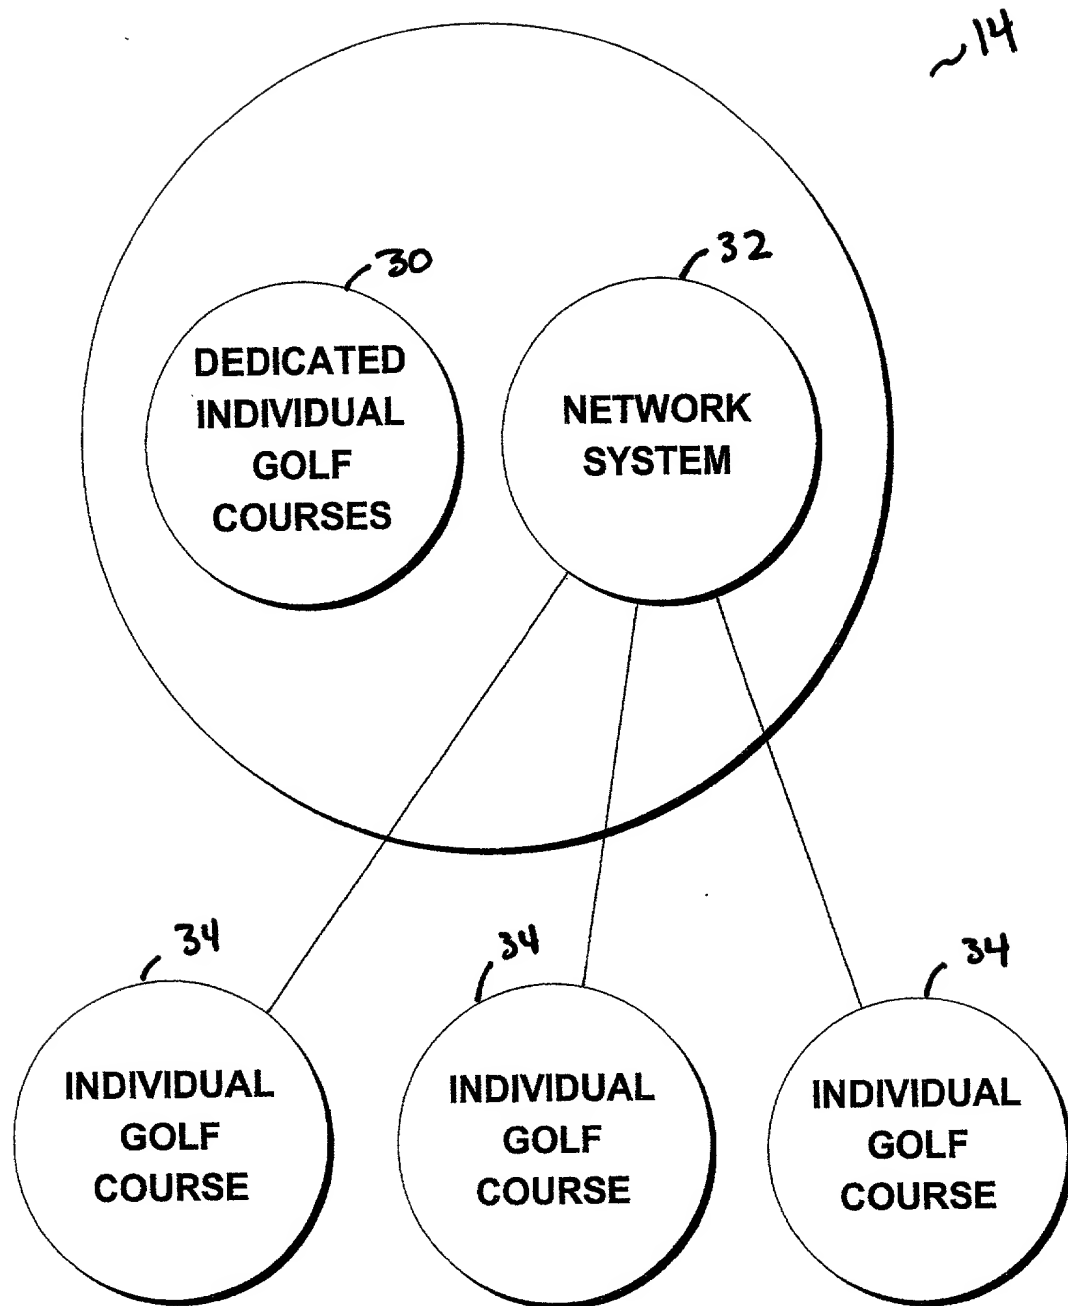 14
30
32
DEDICATED
INDIVIDUAL
GOLF
COURSES
NETWORK
SYSTEM
34
34
34
INDIVIDUAL
GOLF
COURSE
INDIVIDUAL
GOLF
COURSE
INDIVIDUAL
GOLF
COURSE